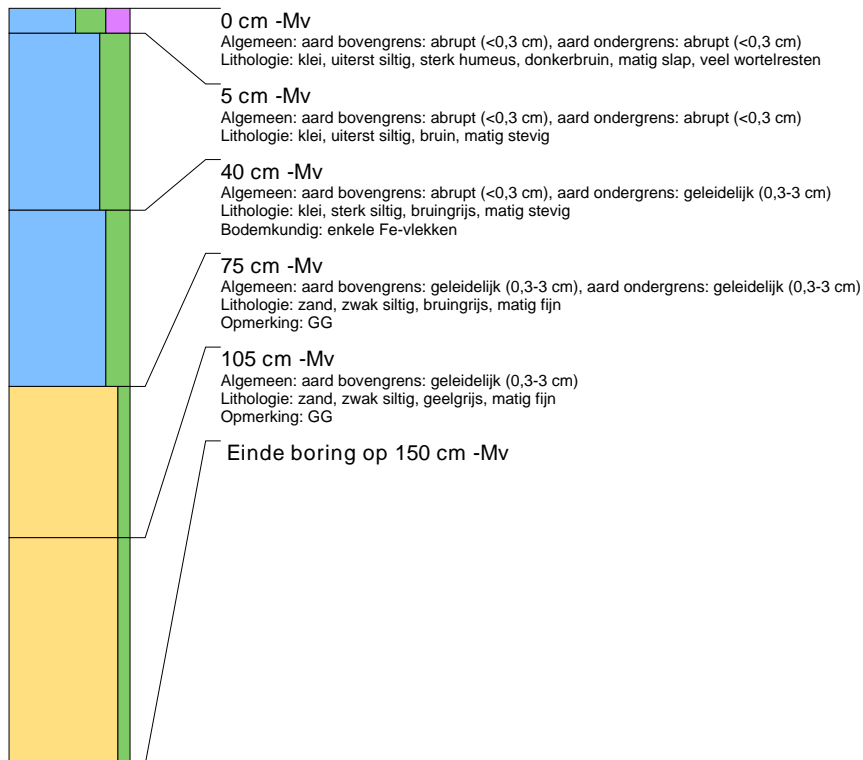 0 cm -Mv
Algemeen: aard bovengrens: abrupt (<0,3 cm), aard ondergrens: abrupt (<0,3 cm)
Lithologie: klei, uiterst siltig, sterk humeus, donkerbruin, matig slap, veel wortelresten
5 cm -Mv
Algemeen: aard bovengrens: abrupt (<0,3 cm), aard ondergrens: abrupt (<0,3 cm)
Lithologie: klei, uiterst siltig, bruin, matig stevig
40 cm -Mv
Algemeen: aard bovengrens: abrupt (<0,3 cm), aard ondergrens: geleidelijk (0,3-3 cm)
Lithologie: klei, sterk siltig, bruingrijs, matig stevig
Bodemkundig: enkele Fe-vlekken
75 cm -Mv
Algemeen: aard bovengrens: geleidelijk (0,3-3 cm), aard ondergrens: geleidelijk (0,3-3 cm)
Lithologie: zand, zwak siltig, bruingrijs, matig fijn
Opmerking: GG
105 cm -Mv
Algemeen: aard bovengrens: geleidelijk (0,3-3 cm)
Lithologie: zand, zwak siltig, geelgrijs, matig fijn
Opmerking: GG
Einde boring op 150 cm -Mv